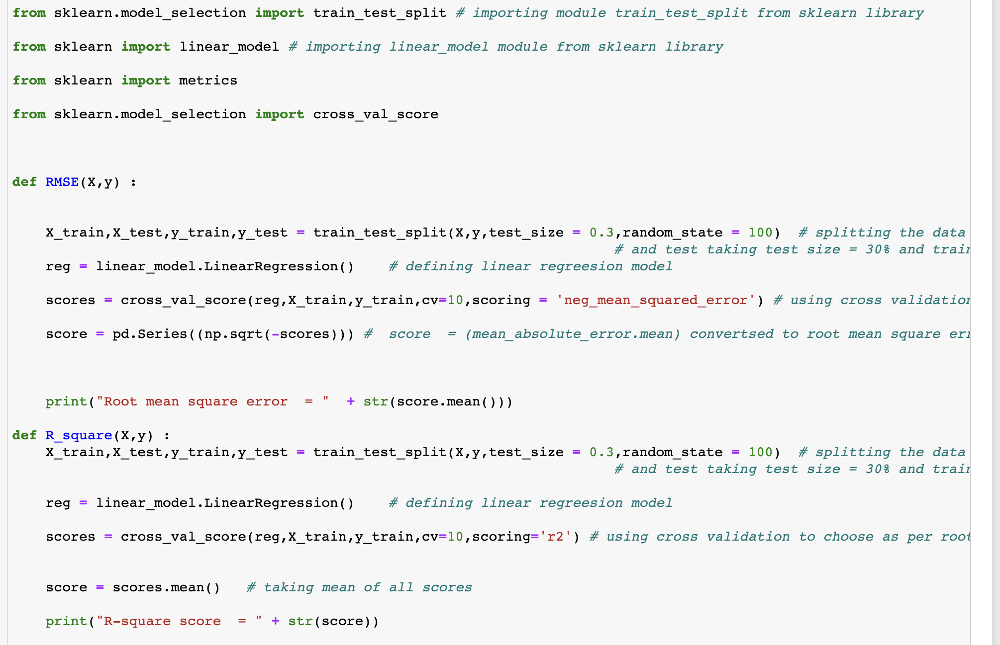 from sklearn.model_selection import train_test_split # importing module train_test_split from sklearn library
from sklearn import linear_model # importing linear_model module from sklearn library
from sklearn import metrics
from sklearn.model_selection import cross_val_score
def RMSE(X,y) :
X_train,X_test,y_train,y_test = train_test_split(X,y,test_size = 0.3,random_state = 100)  # splitting the data
# and test taking test size = 30% and train
reg = linear_model.LinearRegression()    # defining linear regreesion model
scores = cross_val_score(reg,X_train,y_train,cv=10,scoring = 'neg_mean_squared_error') # using cross validation
score = pd.Series((np.sqrt(-scores))) #  score  = (mean_absolute_error.mean) convertsed to root mean square err
print("Root mean square error  = "  + str(score.mean()))
def R_square(X,y) :
X_train,X_test,y_train,y_test = train_test_split(X,y,test_size = 0.3,random_state = 100)  # splitting the data
# and test taking test size = 30% and train
reg = linear_model.LinearRegression()    # defining linear regreesion model
scores = cross_val_score(reg,X_train,y_train,cv=10,scoring='r2') # using cross validation to choose as per root
score = scores.mean()   # taking mean of all scores
print("R-square score  = " + str(score))